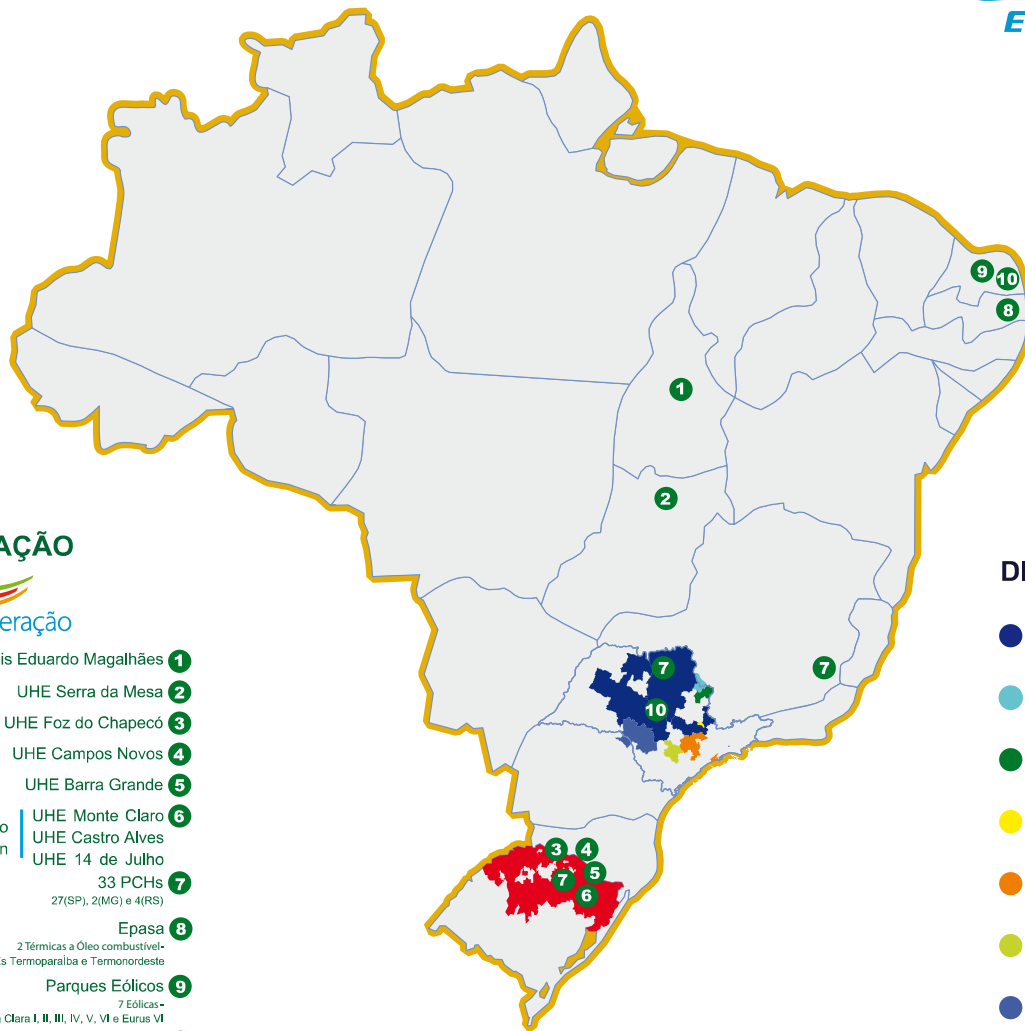 E
9
10
8
1
2
7
7
10
3
4
5
7
6
AÇÃO
eração
is Eduardo Magalhães 1
UHE Serra da Mesa 2
UHE Foz do Chapecó 3
UHE Campos Novos 4
UHE Barra Grande 5
UHE Monte Claro 6
o
UHE Castro Alves
n
UHE 14 de Julho
33 PCHs 7
27(SP), 2(MG) e 4(RS)
Epasa 8
2 Térmicas a Óleo combustível-
s Termoparaíba e Termonordeste
Parques Eólicos 9
7 Eólicas-
Clara I, II, III, IV, V, VI e Eurus VI